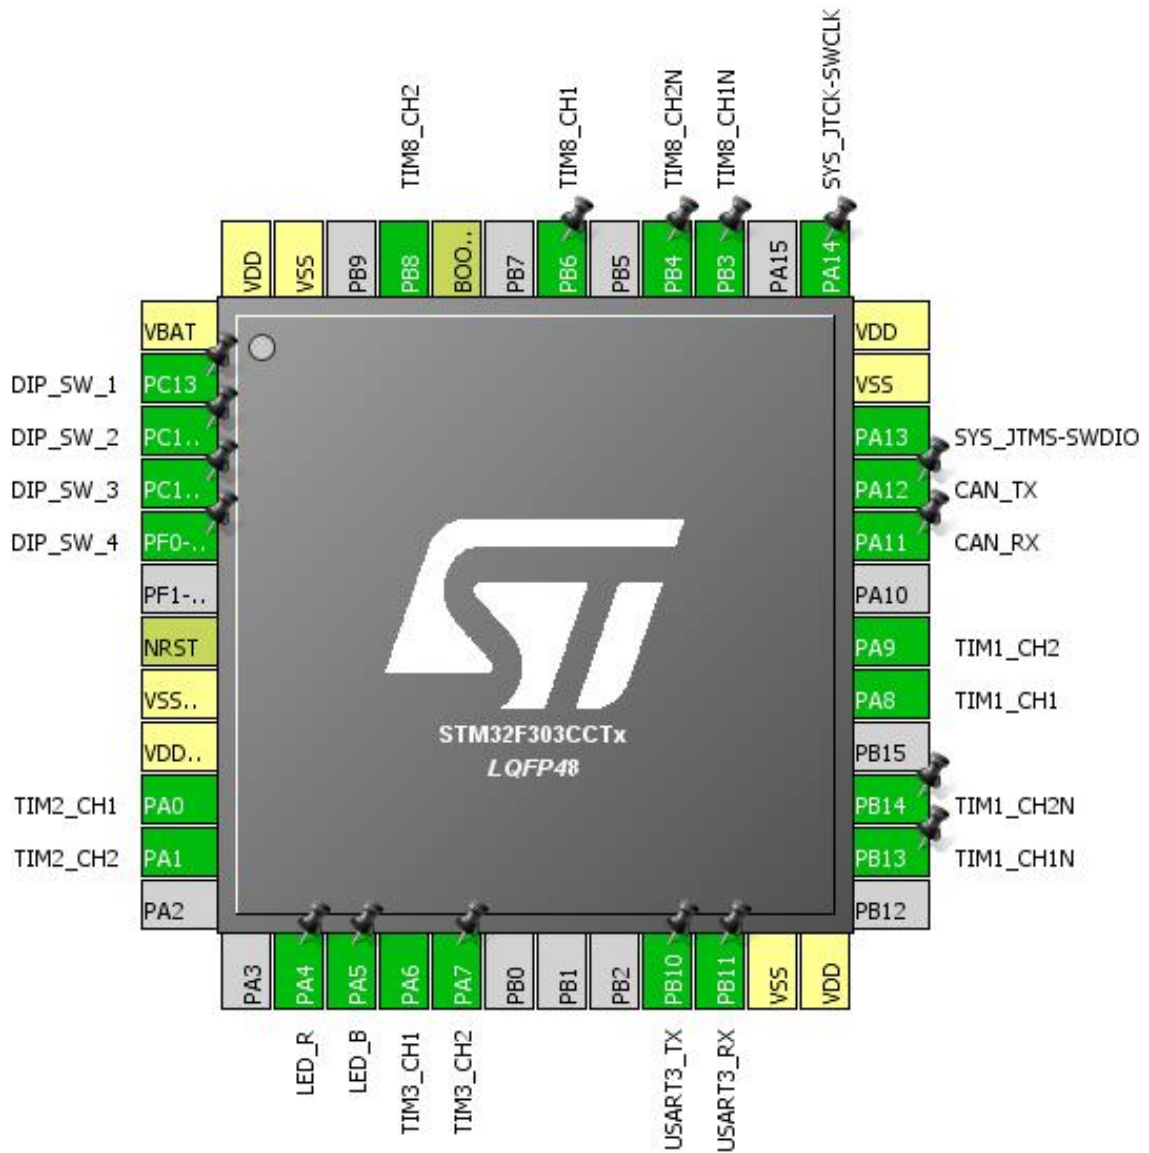 TIM8_CH2
TIM8_CH1
TIM8_CH2N
TIM8_CH1N
SYS_JTCK-SWCLK
VDD
VSS
PB9
PB8
BOO..
PB7
PB6
PB5
PB4
PB3
PA15
PA14
VBAT
DIP_SW_1 PC13
DIP_SW_2 PC1..
DIP_SW_3 PC1..
DIP_SW_4 PF0-..
PF1-..
NRST
VSS..
VDD..
TIM2_CH1 PA0
TIM2_CH2 PA1
PA2
STM32F303CCTx
LQFP48
VDD
VSS
PA13 SYS_JTMS-SWDIO
PA12 CAN_TX
PA11 CAN_RX
PA10
PA9 TIM1_CH2
PA8 TIM1_CH1
PB15
PB14 TIM1_CH2N
PB13 TIM1_CH1N
PB12
PA3
PA4
PA5
PA6
PA7
PB0
PB1
PB2
PB10
PB11
VSS
VDD
LED_R
LED_B
TIM3_CH1
TIM3_CH2
USART3_TX
USART3_RX